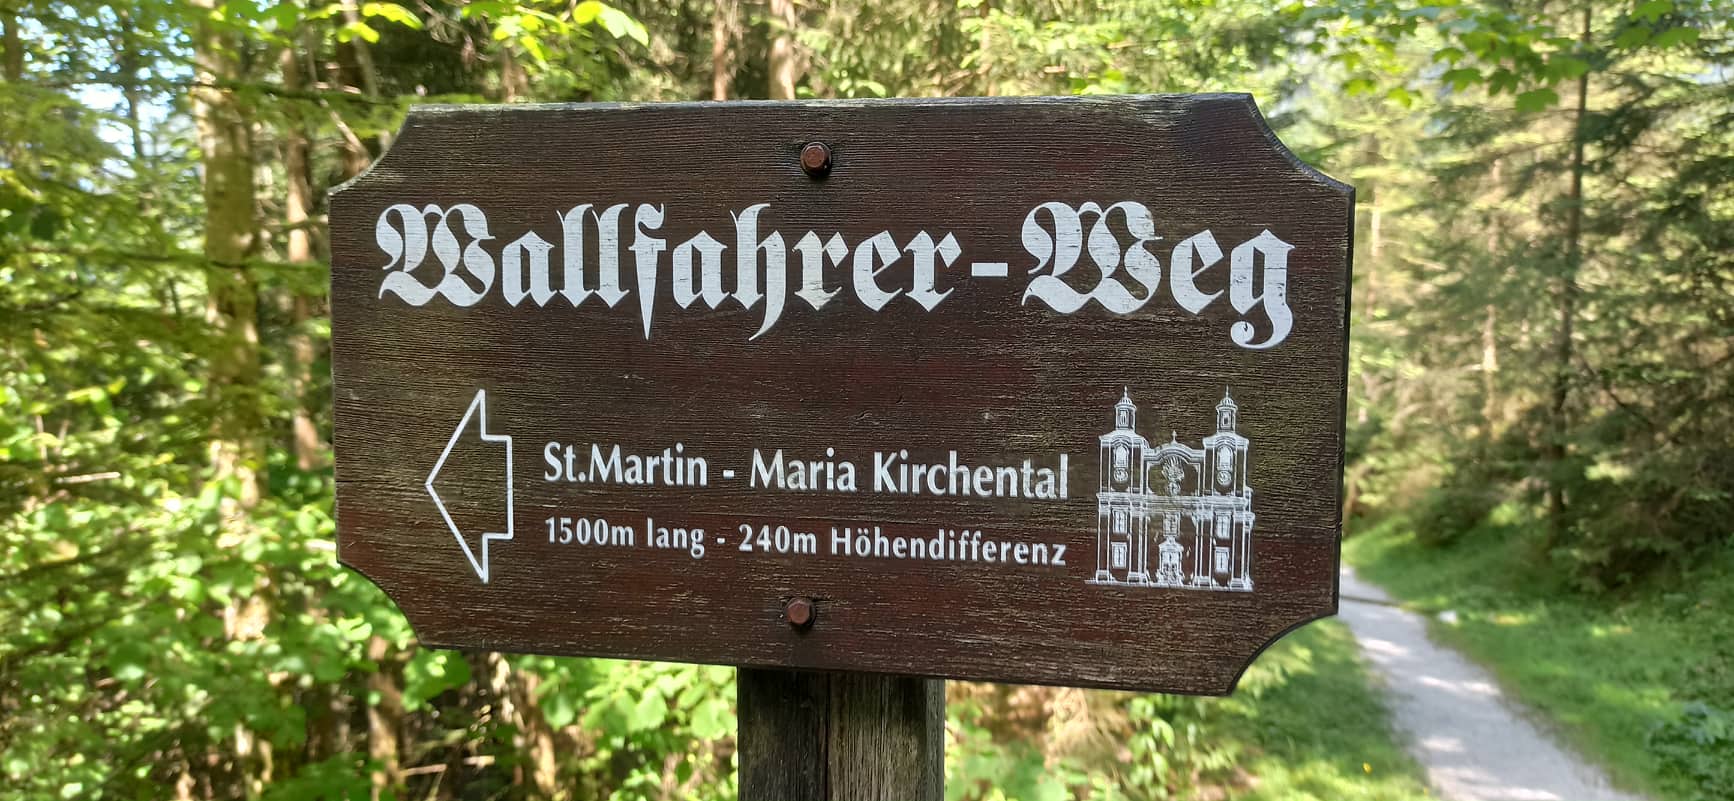 Wallfahrer-Weg
St.Martin - Maria Kirchental
1500m lang - 240m Höhendifferenz